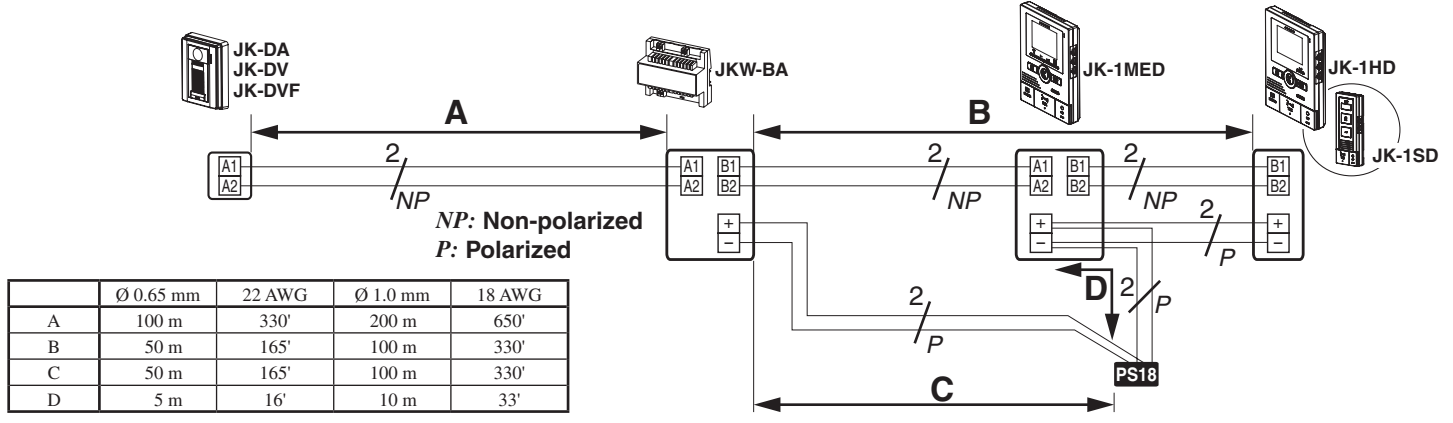 JK-DA
JK-DV
JK-DVF
JKW-BA
JK-1MED
JK-1HD
JK-1SD
A
B
A1
A2
2
NP
A1
A2
B1
B2
+
−
2
NP
A1
A2
B1
B2
+
−
2
NP
2
P
B1
B2
+
−
NP: Non-polarized
P: Polarized
D
2
P
2
P
PS18
C
Ø 0.65 mm 22 AWG Ø 1.0 mm 18 AWG
A 100 m 330' 200 m 650'
B 50 m 165' 100 m 330'
C 50 m 165' 100 m 330'
D 5 m 16' 10 m 33'